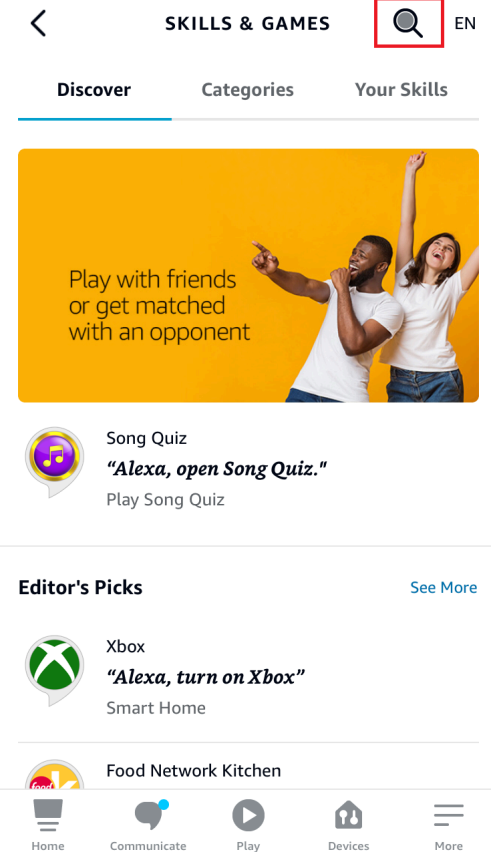 SKILLS & GAMES
EN
Discover
Categories
Your Skills
Play with friends
or get matched
with an opponent
Song Quiz
“Alexa, open Song Quiz."
Play Song Quiz
Editor's Picks
See More
Xbox
“Alexa, turn on Xbox”
Smart Home
food
k
Food Network Kitchen
Home
Communicate
Play
Devices
More